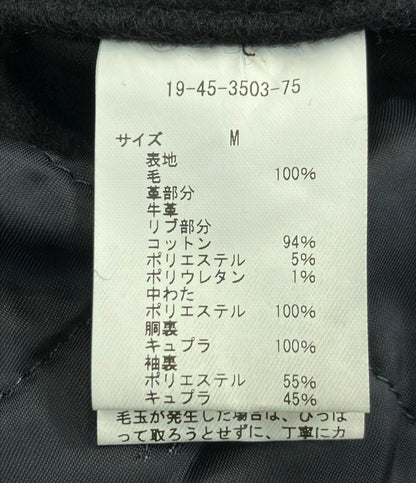 19-45-3503-75
サイズ M
表地
毛 100%
革部分
牛革
リブ部分
コットン 94%
ポリエステル 5%
ポリウレタン 1%
中わた
ポリエステル 100%
胴裏
キュプラ 100%
袖裏
ポリエステル 55%
キュプラ 45%
毛玉が発生した場合は、ひっぱ
って取ろうとせずに、丁寧にカ